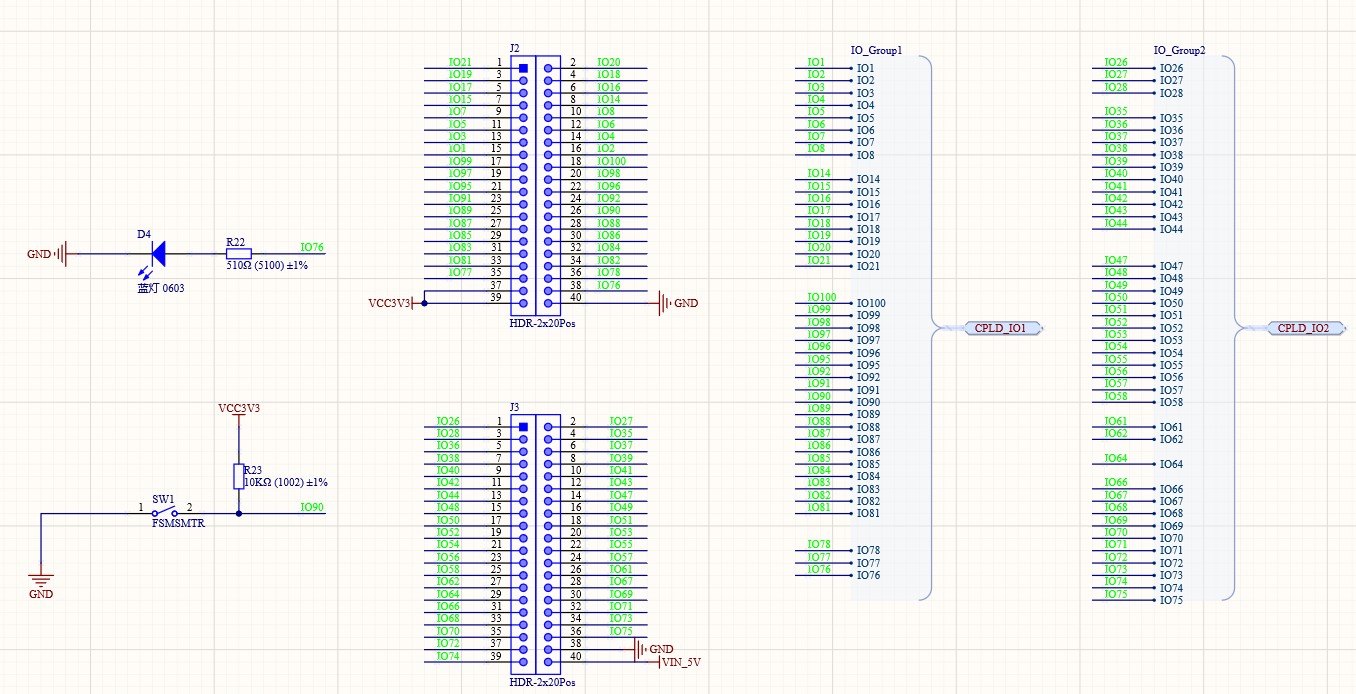 D4
R22
IO76
GND
510Ω (5100) ±1%
蓝灯 0603
VCC3V3
R23
10KΩ (1002) ±1%
SW1
1 2 IO90
FSMSMTR
GND
J2
IO21 1 2 IO20
IO19 3 4 IO18
IO17 5 6 IO16
IO15 7 8 IO14
IO7 9 10 IO8
IO5 11 12 IO6
IO3 13 14 IO4
IO1 15 16 IO2
IO99 17 18 IO100
IO97 19 20 IO98
IO95 21 22 IO96
IO91 23 24 IO92
IO89 25 26 IO90
IO87 27 28 IO88
IO85 29 30 IO86
IO83 31 32 IO84
IO81 33 34 IO82
IO77 35 36 IO78
37 38 IO76
VCC3V3 39 40 GND
HDR-2x20Pos
J3
IO26 1 2 IO27
IO28 3 4 IO35
IO36 5 6 IO37
IO38 7 8 IO39
IO40 9 10 IO41
IO42 11 12 IO43
IO44 13 14 IO47
IO48 15 16 IO49
IO50 17 18 IO51
IO52 19 20 IO53
IO54 21 22 IO55
IO56 23 24 IO57
IO58 25 26 IO61
IO62 27 28 IO67
IO64 29 30 IO69
IO66 31 32 IO71
IO68 33 34 IO73
IO70 35 36 IO75
IO72 37 38 GND
IO74 39 40 VIN_5V
HDR-2x20Pos
IO_Group1
IO1 IO1
IO2 IO2
IO3 IO3
IO4 IO4
IO5 IO5
IO6 IO6
IO7 IO7
IO8 IO8
IO14 IO14
IO15 IO15
IO16 IO16
IO17 IO17
IO18 IO18
IO19 IO19
IO20 IO20
IO21 IO21
IO100 IO100
IO99 IO99
IO98 IO98
IO97 IO97
IO96 IO96
IO95 IO95
IO92 IO92
IO91 IO91
IO90 IO90
IO89 IO89
IO88 IO88
IO87 IO87
IO86 IO86
IO85 IO85
IO84 IO84
IO83 IO83
IO82 IO82
IO81 IO81
IO78 IO78
IO77 IO77
IO76 IO76
CPLD_IO1
IO_Group2
IO26 IO26
IO27 IO27
IO28 IO28
IO35 IO35
IO36 IO36
IO37 IO37
IO38 IO38
IO39 IO39
IO40 IO40
IO41 IO41
IO42 IO42
IO43 IO43
IO44 IO44
IO47 IO47
IO48 IO48
IO49 IO49
IO50 IO50
IO51 IO51
IO52 IO52
IO53 IO53
IO54 IO54
IO55 IO55
IO56 IO56
IO57 IO57
IO58 IO58
IO61 IO61
IO62 IO62
IO64 IO64
IO66 IO66
IO67 IO67
IO68 IO68
IO69 IO69
IO70 IO70
IO71 IO71
IO72 IO72
IO73 IO73
IO74 IO74
IO75 IO75
CPLD_IO2